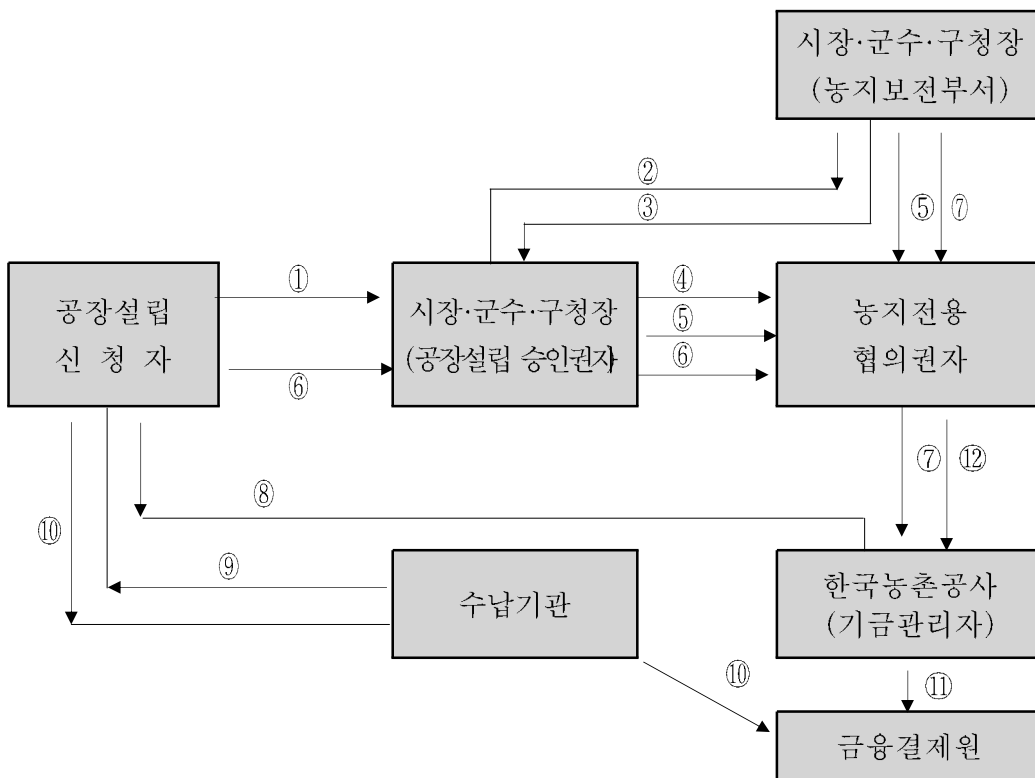 시장·군수·구청장
(농지보전부서)
②
③
⑤ ⑦
공장설립
신 청 자
①
⑥
시장·군수·구청장
(공장설립 승인권자)
④
⑤
⑥
농지전용
협의권자
⑦ ⑫
⑧
⑩
⑨
수납기관
한국농촌공사
(기금관리자)
⑩
⑪
금융결제원